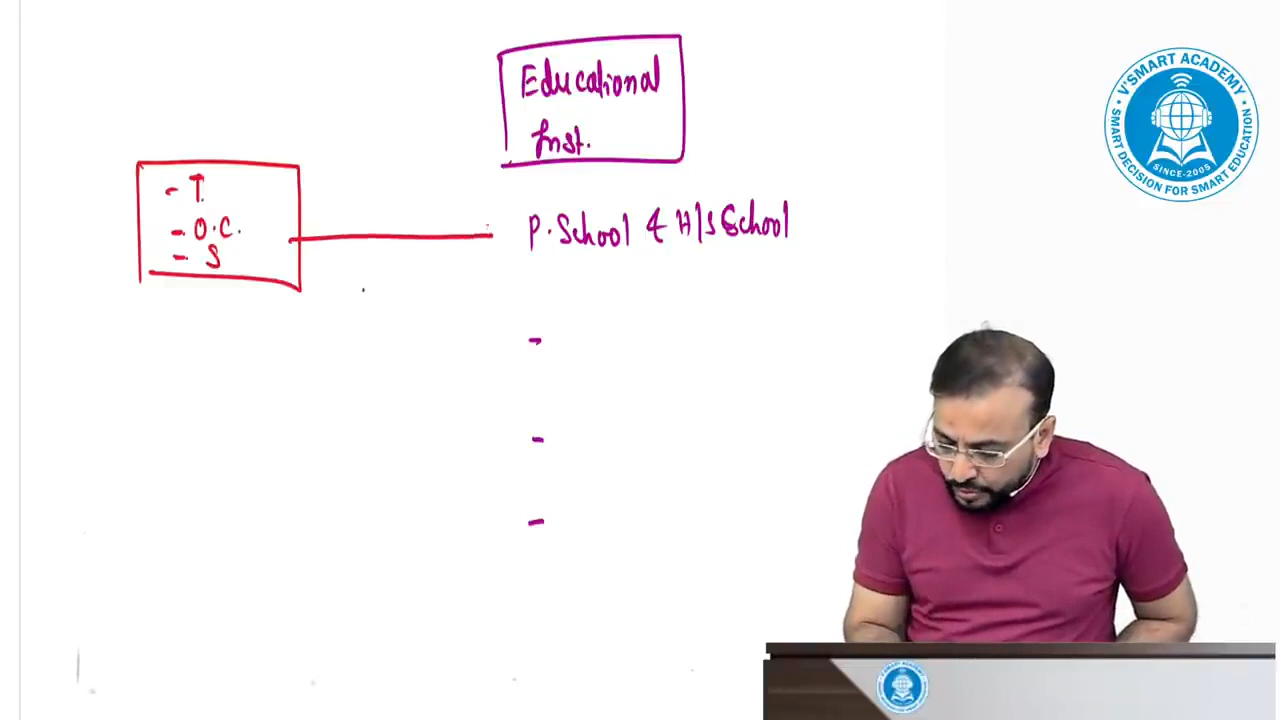 Educational
Inst.
- T.
- O.C.
- S
P. School & H/S School
-
-
-
V'SMART ACADEMY
SINCE-2005
SMART DECISION FOR SMART EDUCATION